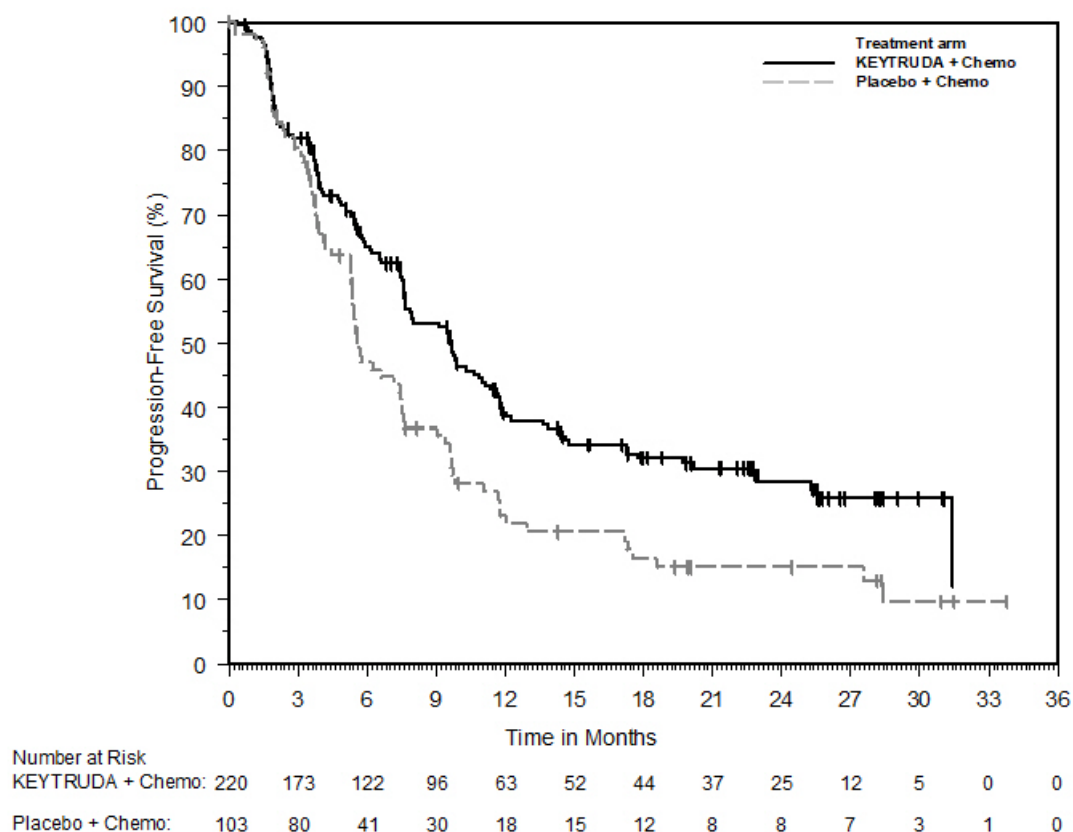 Treatment arm
KEYTRUDA + Chemo
Placebo + Chemo
Progression-Free Survival (%)
100
90
80
70
60
50
40
30
20
10
0
0 3 6 9 12 15 18 21 24 27 30 33 36
Time in Months
Number at Risk
KEYTRUDA + Chemo: 220 173 122 96 63 52 44 37 25 12 5 0 0
Placebo + Chemo: 103 80 41 30 18 15 12 8 8 7 3 1 0